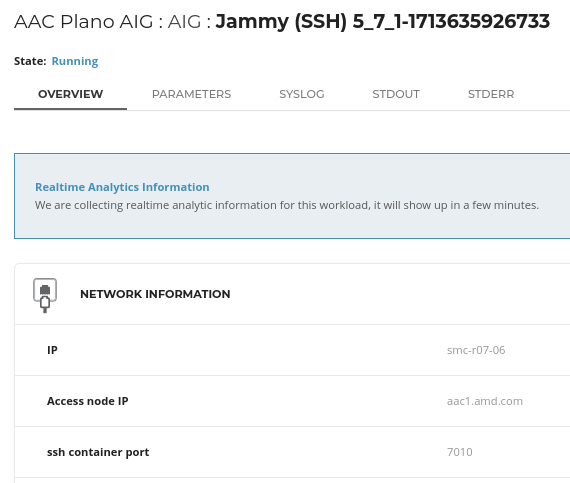 AAC Plano AIG : AIG : Jammy (SSH) 5_7_1-1713635926733
State: Running
OVERVIEW PARAMETERS SYSLOG STDOUT STDERR
Realtime Analytics Information
We are collecting realtime analytic information for this workload, it will show up in a few minutes.
NETWORK INFORMATION
IP smc-r07-06
Access node IP aac1.amd.com
ssh container port 7010